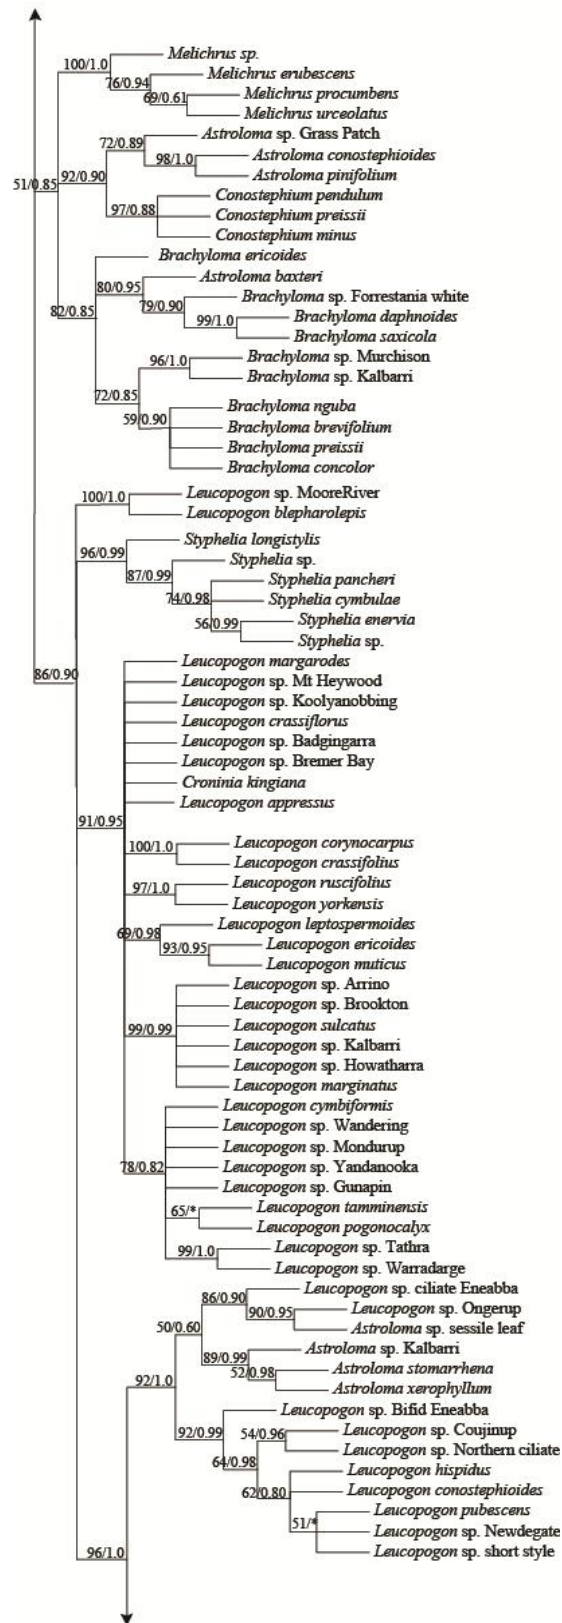 Melichrus sp.
100/1.0
Melichrus erubescens
76/0.94
Melichrus procumbens
69/0.61
Melichrus urceolatus
Astroloma sp. Grass Patch
72/0.89
Astroloma conostephioides
98/1.0
Astroloma pinifolium
51/0.85
92/0.90
Conostephium pendulum
97/0.88
Conostephium preissii
Conostephium minus
Brachyloma ericoides
Astroloma baxteri
80/0.95
Brachyloma sp. Forrestania white
79/0.90
Brachyloma daphnoides
99/1.0
Brachyloma saxicola
82/0.85
Brachyloma sp. Murchison
96/1.0
Brachyloma sp. Kalbarri
72/0.85
Brachyloma nguba
59/0.90
Brachyloma brevifolium
Brachyloma preissii
Brachyloma concolor
Leucopogon sp. MooreRiver
100/1.0
Leucopogon blepharolepis
Styphelia longistylis
96/0.99
Styphelia sp.
87/0.99
Styphelia pancheri
74/0.98
Styphelia cymbulae
Styphelia enervia
56/0.99
Styphelia sp.
86/0.90
Leucopogon margarodes
Leucopogon sp. Mt Heywood
Leucopogon sp. Koolyanobbing
Leucopogon crassiflorus
Leucopogon sp. Badgingarra
Leucopogon sp. Bremer Bay
Croninia kingiana
Leucopogon appressus
91/0.95
Leucopogon corynocarpus
100/1.0
Leucopogon crassifolius
Leucopogon ruscifolius
97/1.0
Leucopogon yorkensis
Leucopogon leptospermoides
69/0.98
Leucopogon ericoides
93/0.95
Leucopogon muticus
Leucopogon sp. Arrino
Leucopogon sp. Brookton
Leucopogon sulcatus
99/0.99
Leucopogon sp. Kalbarri
Leucopogon sp. Howatharra
Leucopogon marginatus
Leucopogon cymbiformis
Leucopogon sp. Wandering
Leucopogon sp. Mondurup
78/0.82
Leucopogon sp. Yandanooka
Leucopogon sp. Gunapin
Leucopogon tamminensis
65/*
Leucopogon pogonocalyx
Leucopogon sp. Tathra
99/1.0
Leucopogon sp. Warradarge
Leucopogon sp. ciliate Eneabba
86/0.90
Leucopogon sp. Ongerup
90/0.95
Astroloma sp. sessile leaf
50/0.60
Astroloma sp. Kalbarri
89/0.99
Astroloma stomarrhena
52/0.98
Astroloma xerophyllum
92/1.0
Leucopogon sp. Bifid Eneabba
92/0.99
Leucopogon sp. Coujinup
54/0.96
Leucopogon sp. Northern ciliate
64/0.98
Leucopogon hispidus
62/0.80
Leucopogon conostephioides
Leucopogon pubescens
51/*
Leucopogon sp. Newdegate
Leucopogon sp. short style
96/1.0